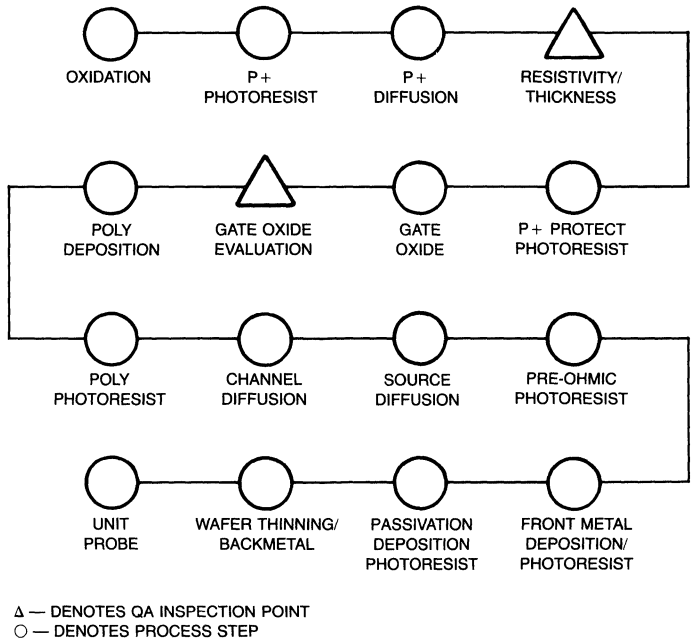 OXIDATION
P+
PHOTORESIST
P+
DIFFUSION
RESISTIVITY/
THICKNESS
POLY
DEPOSITION
GATE OXIDE
EVALUATION
GATE
OXIDE
P+ PROTECT
PHOTORESIST
POLY
PHOTORESIST
CHANNEL
DIFFUSION
SOURCE
DIFFUSION
PRE-OHMIC
PHOTORESIST
UNIT
PROBE
WAFER THINNING/
BACKMETAL
PASSIVATION
DEPOSITION
PHOTORESIST
FRONT METAL
DEPOSITION/
PHOTORESIST
△ — DENOTES QA INSPECTION POINT
○ — DENOTES PROCESS STEP